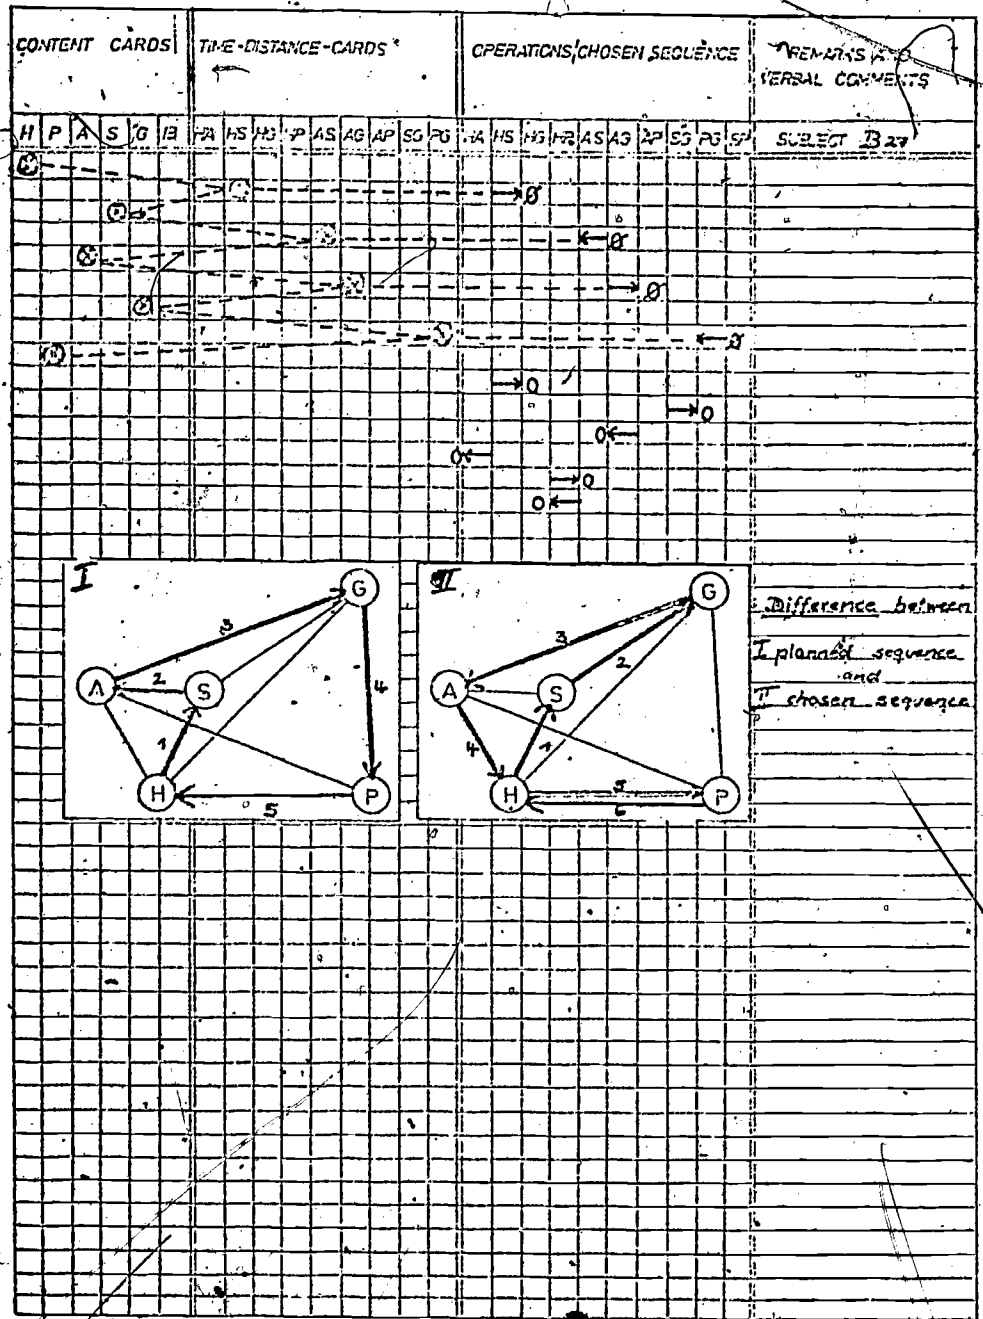 CONTENT CARDS TIME-DISTANCE-CARDS OPERATIONS/CHOSEN SEQUENCE REMARKS AND
VERBAL COMMENTS
H P A S G B HA HS HG HP AS AG AP SG PG HA HS HG HP AS AG AP SG PG SP SUBJECT B 27
I
G
3
A
2
S
4
1
H
P
5
II
G
3
A
S
2
4
1
H
5
P
6
Difference between
I planned sequence
and
II chosen sequence